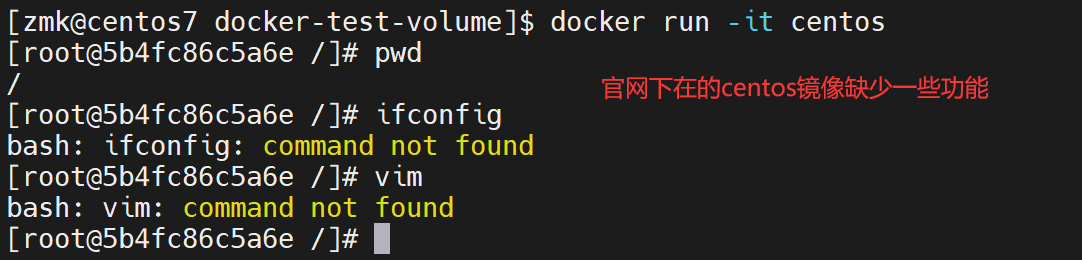 [zmk@centos7 docker-test-volume]$ docker run -it centos
[root@5b4fc86c5a6e /]# pwd
/
官网下在的centos镜像缺少一些功能
[root@5b4fc86c5a6e /]# ifconfig
bash: ifconfig: command not found
[root@5b4fc86c5a6e /]# vim
bash: vim: command not found
[root@5b4fc86c5a6e /]#